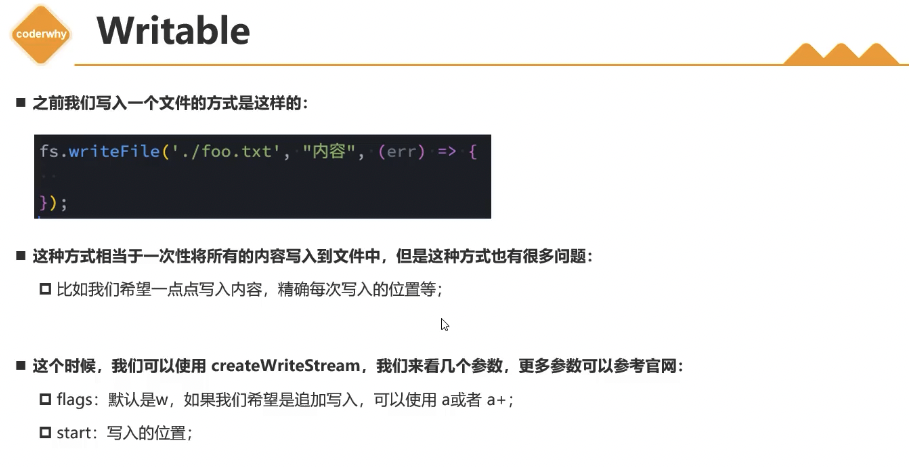 coderwhy
Writable
之前我们写入一个文件的方式是这样的：
fs.writeFile('./foo.txt', "内容", (err) => {
});
这种方式相当于一次性将所有的内容写入到文件中，但是这种方式也有很多问题：
比如我们希望一点点写入内容，精确每次写入的位置等；
这个时候，我们可以使用 createWriteStream，我们来看几个参数，更多参数可以参考官网：
flags：默认是w，如果我们希望是追加写入，可以使用 a或者 a+；
start：写入的位置；